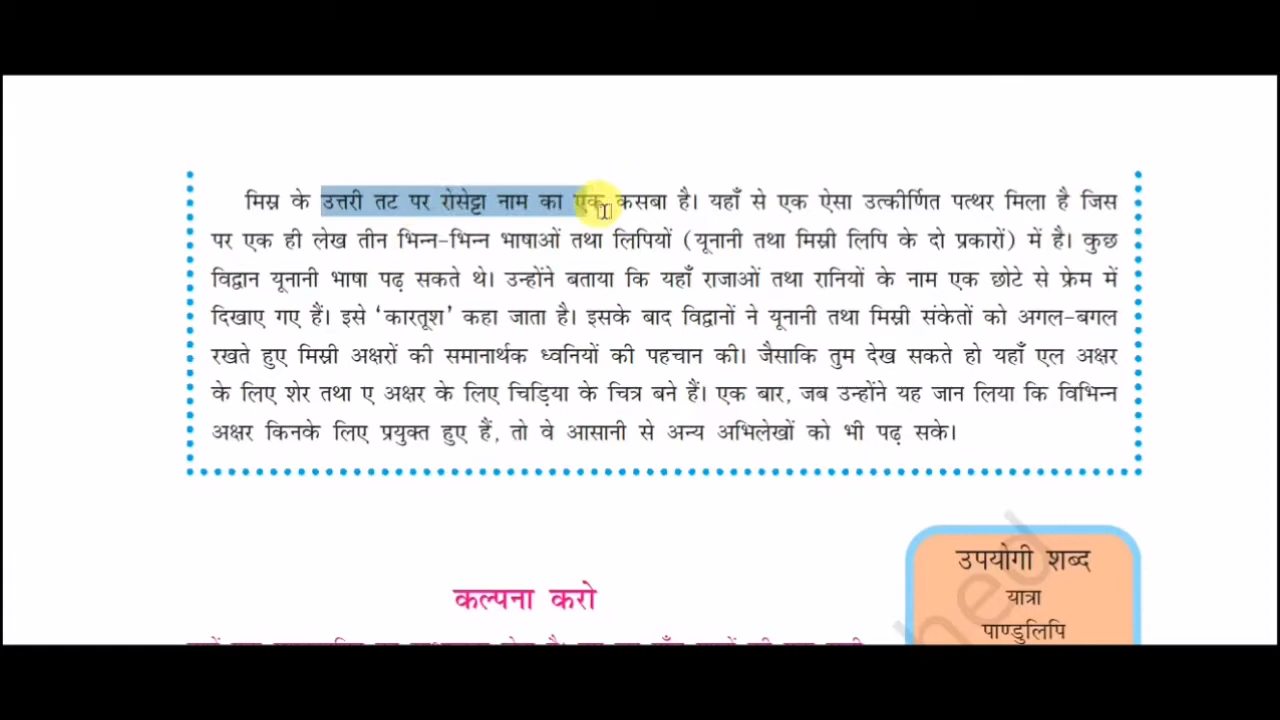 मिस्र के उत्तरी तट पर रोसेट्टा नाम का एक कसबा है। यहाँ से एक ऐसा उत्कीर्णित पत्थर मिला है जिस
पर एक ही लेख तीन भिन्न-भिन्न भाषाओं तथा लिपियों (यूनानी तथा मिस्री लिपि के दो प्रकारों) में है। कुछ
विद्वान यूनानी भाषा पढ़ सकते थे। उन्होंने बताया कि यहाँ राजाओं तथा रानियों के नाम एक छोटे से फ्रेम में
दिखाए गए हैं। इसे 'कारतूश' कहा जाता है। इसके बाद विद्वानों ने यूनानी तथा मिस्री संकेतों को अगल-बगल
रखते हुए मिस्री अक्षरों की समानार्थक ध्वनियों की पहचान की। जैसाकि तुम देख सकते हो यहाँ एल अक्षर
के लिए शेर तथा ए अक्षर के लिए चिड़िया के चित्र बने हैं। एक बार, जब उन्होंने यह जान लिया कि विभिन्न
अक्षर किनके लिए प्रयुक्त हुए हैं, तो वे आसानी से अन्य अभिलेखों को भी पढ़ सके।
उपयोगी शब्द
यात्रा
पाण्डुलिपि
कल्पना करो